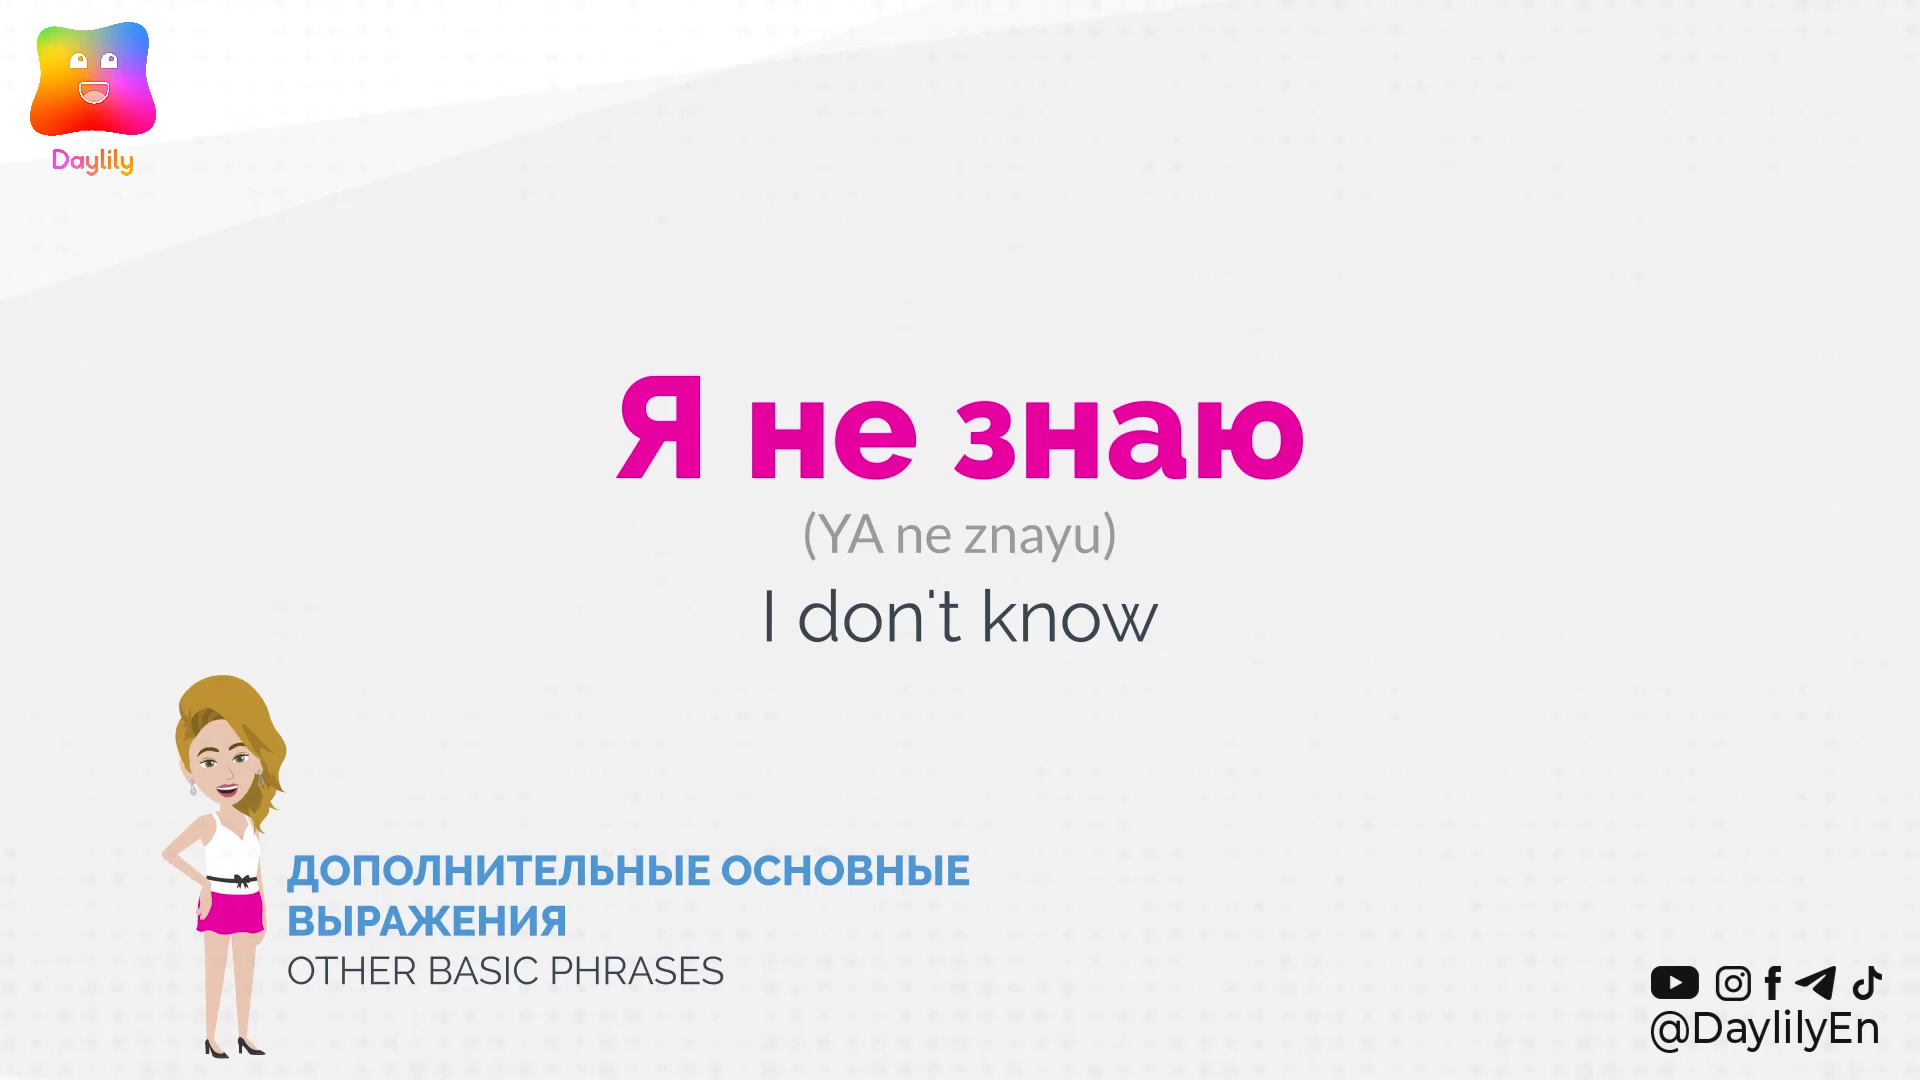 Daylily
Я не знаю
(YA ne znayu)
I don't know
ДОПОЛНИТЕЛЬНЫЕ ОСНОВНЫЕ
ВЫРАЖЕНИЯ
OTHER BASIC PHRASES
@DaylilyEn